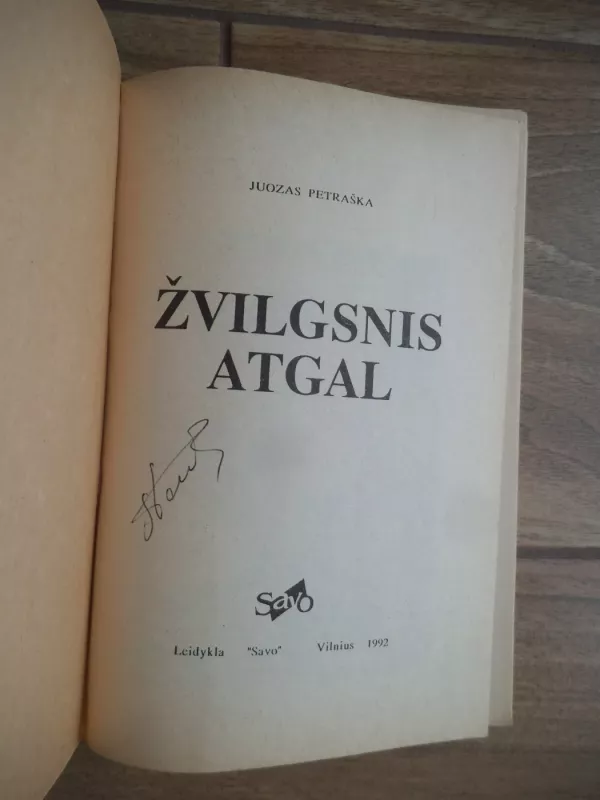 JUOZAS PETRAŠKA
ŽVILGSNIS
ATGAL
Savo
Leidykla "Savo" Vilnius 1992